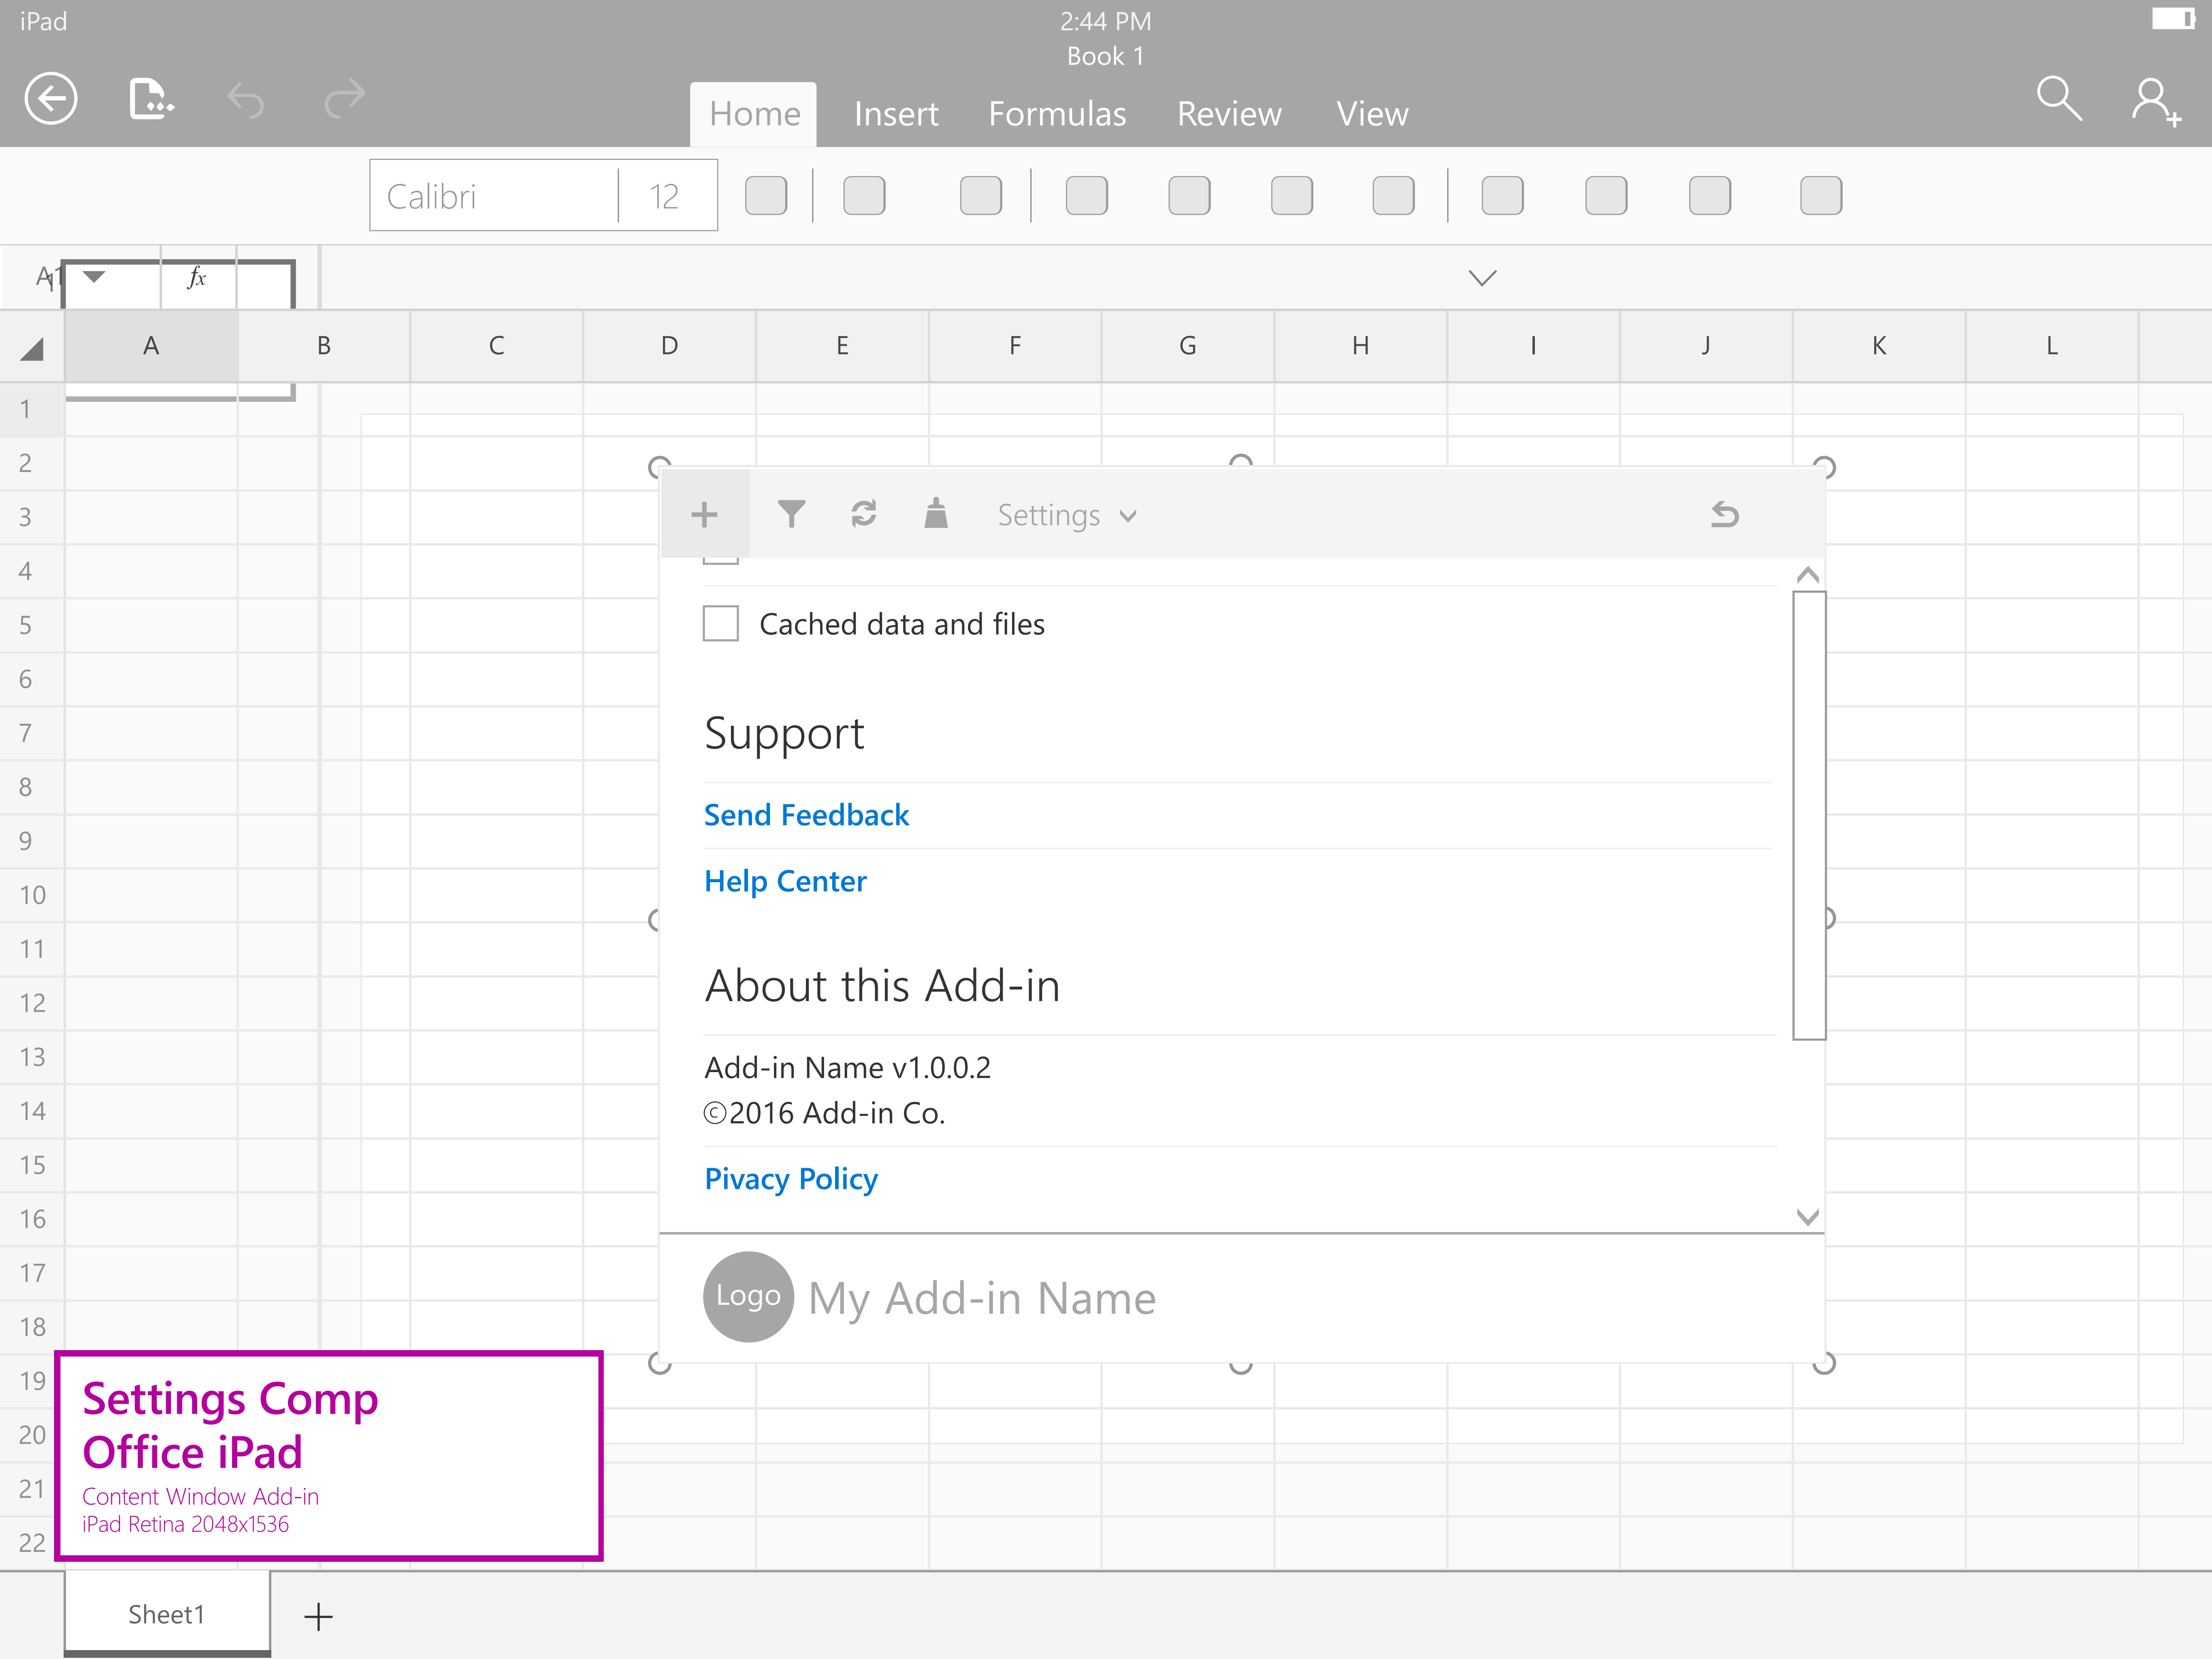 iPad 2:44 PM
Book 1
Home Insert Formulas Review View
Calibri 12
A1 fx
A B C D E F G H I J K L
1
2
3
4
5
6
7
8
9
10
11
12
13
14
15
16
17
18
19
20
21
22
Settings
Cached data and files
Support
Send Feedback
Help Center
About this Add-in
Add-in Name v1.0.0.2
©2016 Add-in Co.
Pivacy Policy
Logo My Add-in Name
Settings Comp
Office iPad
Content Window Add-in
iPad Retina 2048x1536
Sheet1